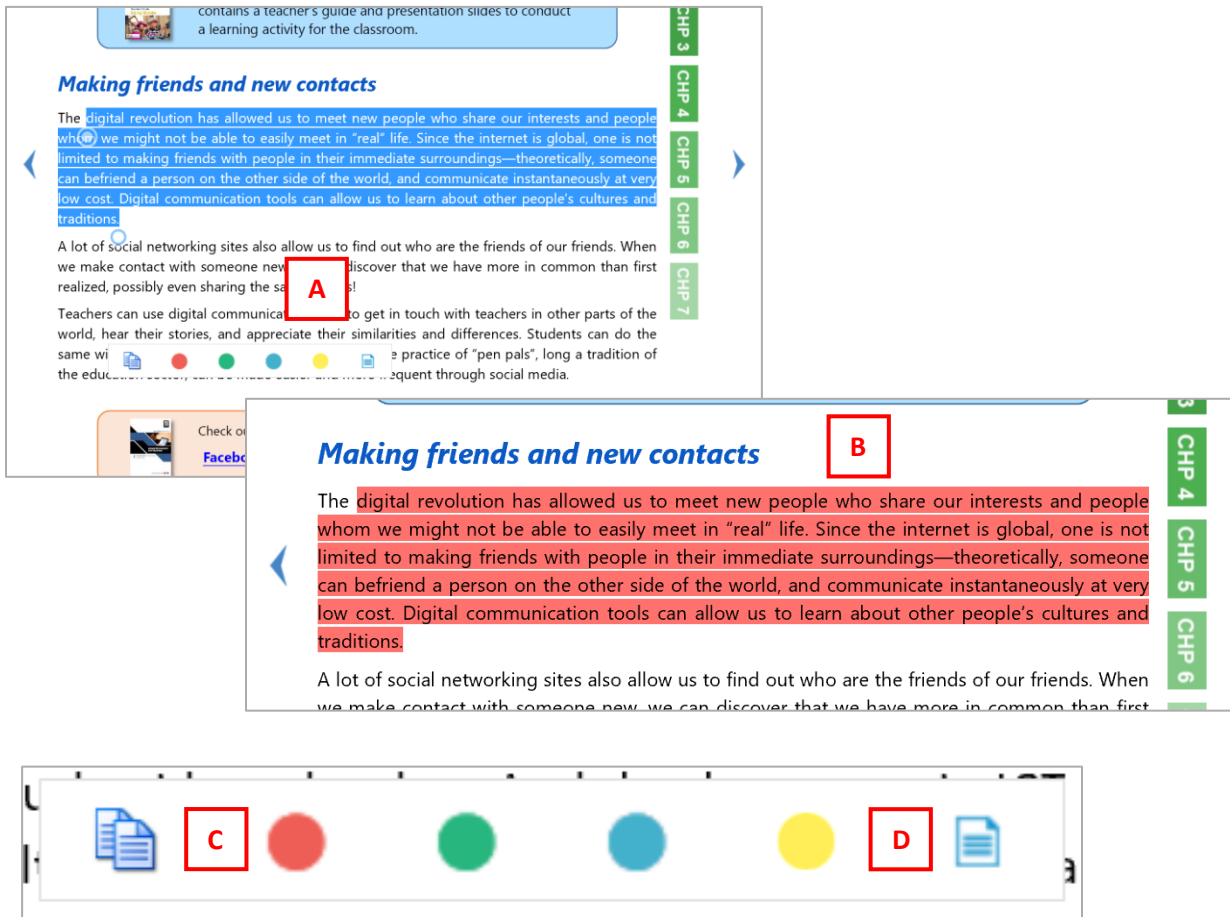 contains a teacher's guide and presentation slides to conduct
a learning activity for the classroom.
CHP 3
CHP 4
CHP 5
CHP 6
CHP 7
Making friends and new contacts
The digital revolution has allowed us to meet new people who share our interests and people
whom we might not be able to easily meet in “real” life. Since the internet is global, one is not
limited to making friends with people in their immediate surroundings—theoretically, someone
can befriend a person on the other side of the world, and communicate instantaneously at very
low cost. Digital communication tools can allow us to learn about other people’s cultures and
traditions.
A lot of social networking sites also allow us to find out who are the friends of our friends. When
we make contact with someone new discover that we have more in common than first
realized, possibly even sharing the
A
Teachers can use digital to get in touch with teachers in other parts of the
world, hear their stories, and appreciate their similarities and differences. Students can do the
same practice of “pen pals”, long a tradition of
the through social media.
Check
B
3
CHP 4
CHP 5
CHP 6
Making friends and new contacts
The digital revolution has allowed us to meet new people who share our interests and people
whom we might not be able to easily meet in “real” life. Since the internet is global, one is not
limited to making friends with people in their immediate surroundings—theoretically, someone
can befriend a person on the other side of the world, and communicate instantaneously at very
low cost. Digital communication tools can allow us to learn about other people’s cultures and
traditions.
A lot of social networking sites also allow us to find out who are the friends of our friends. When
we make contact with someone new, we can discover that we have more in common than first
C
D